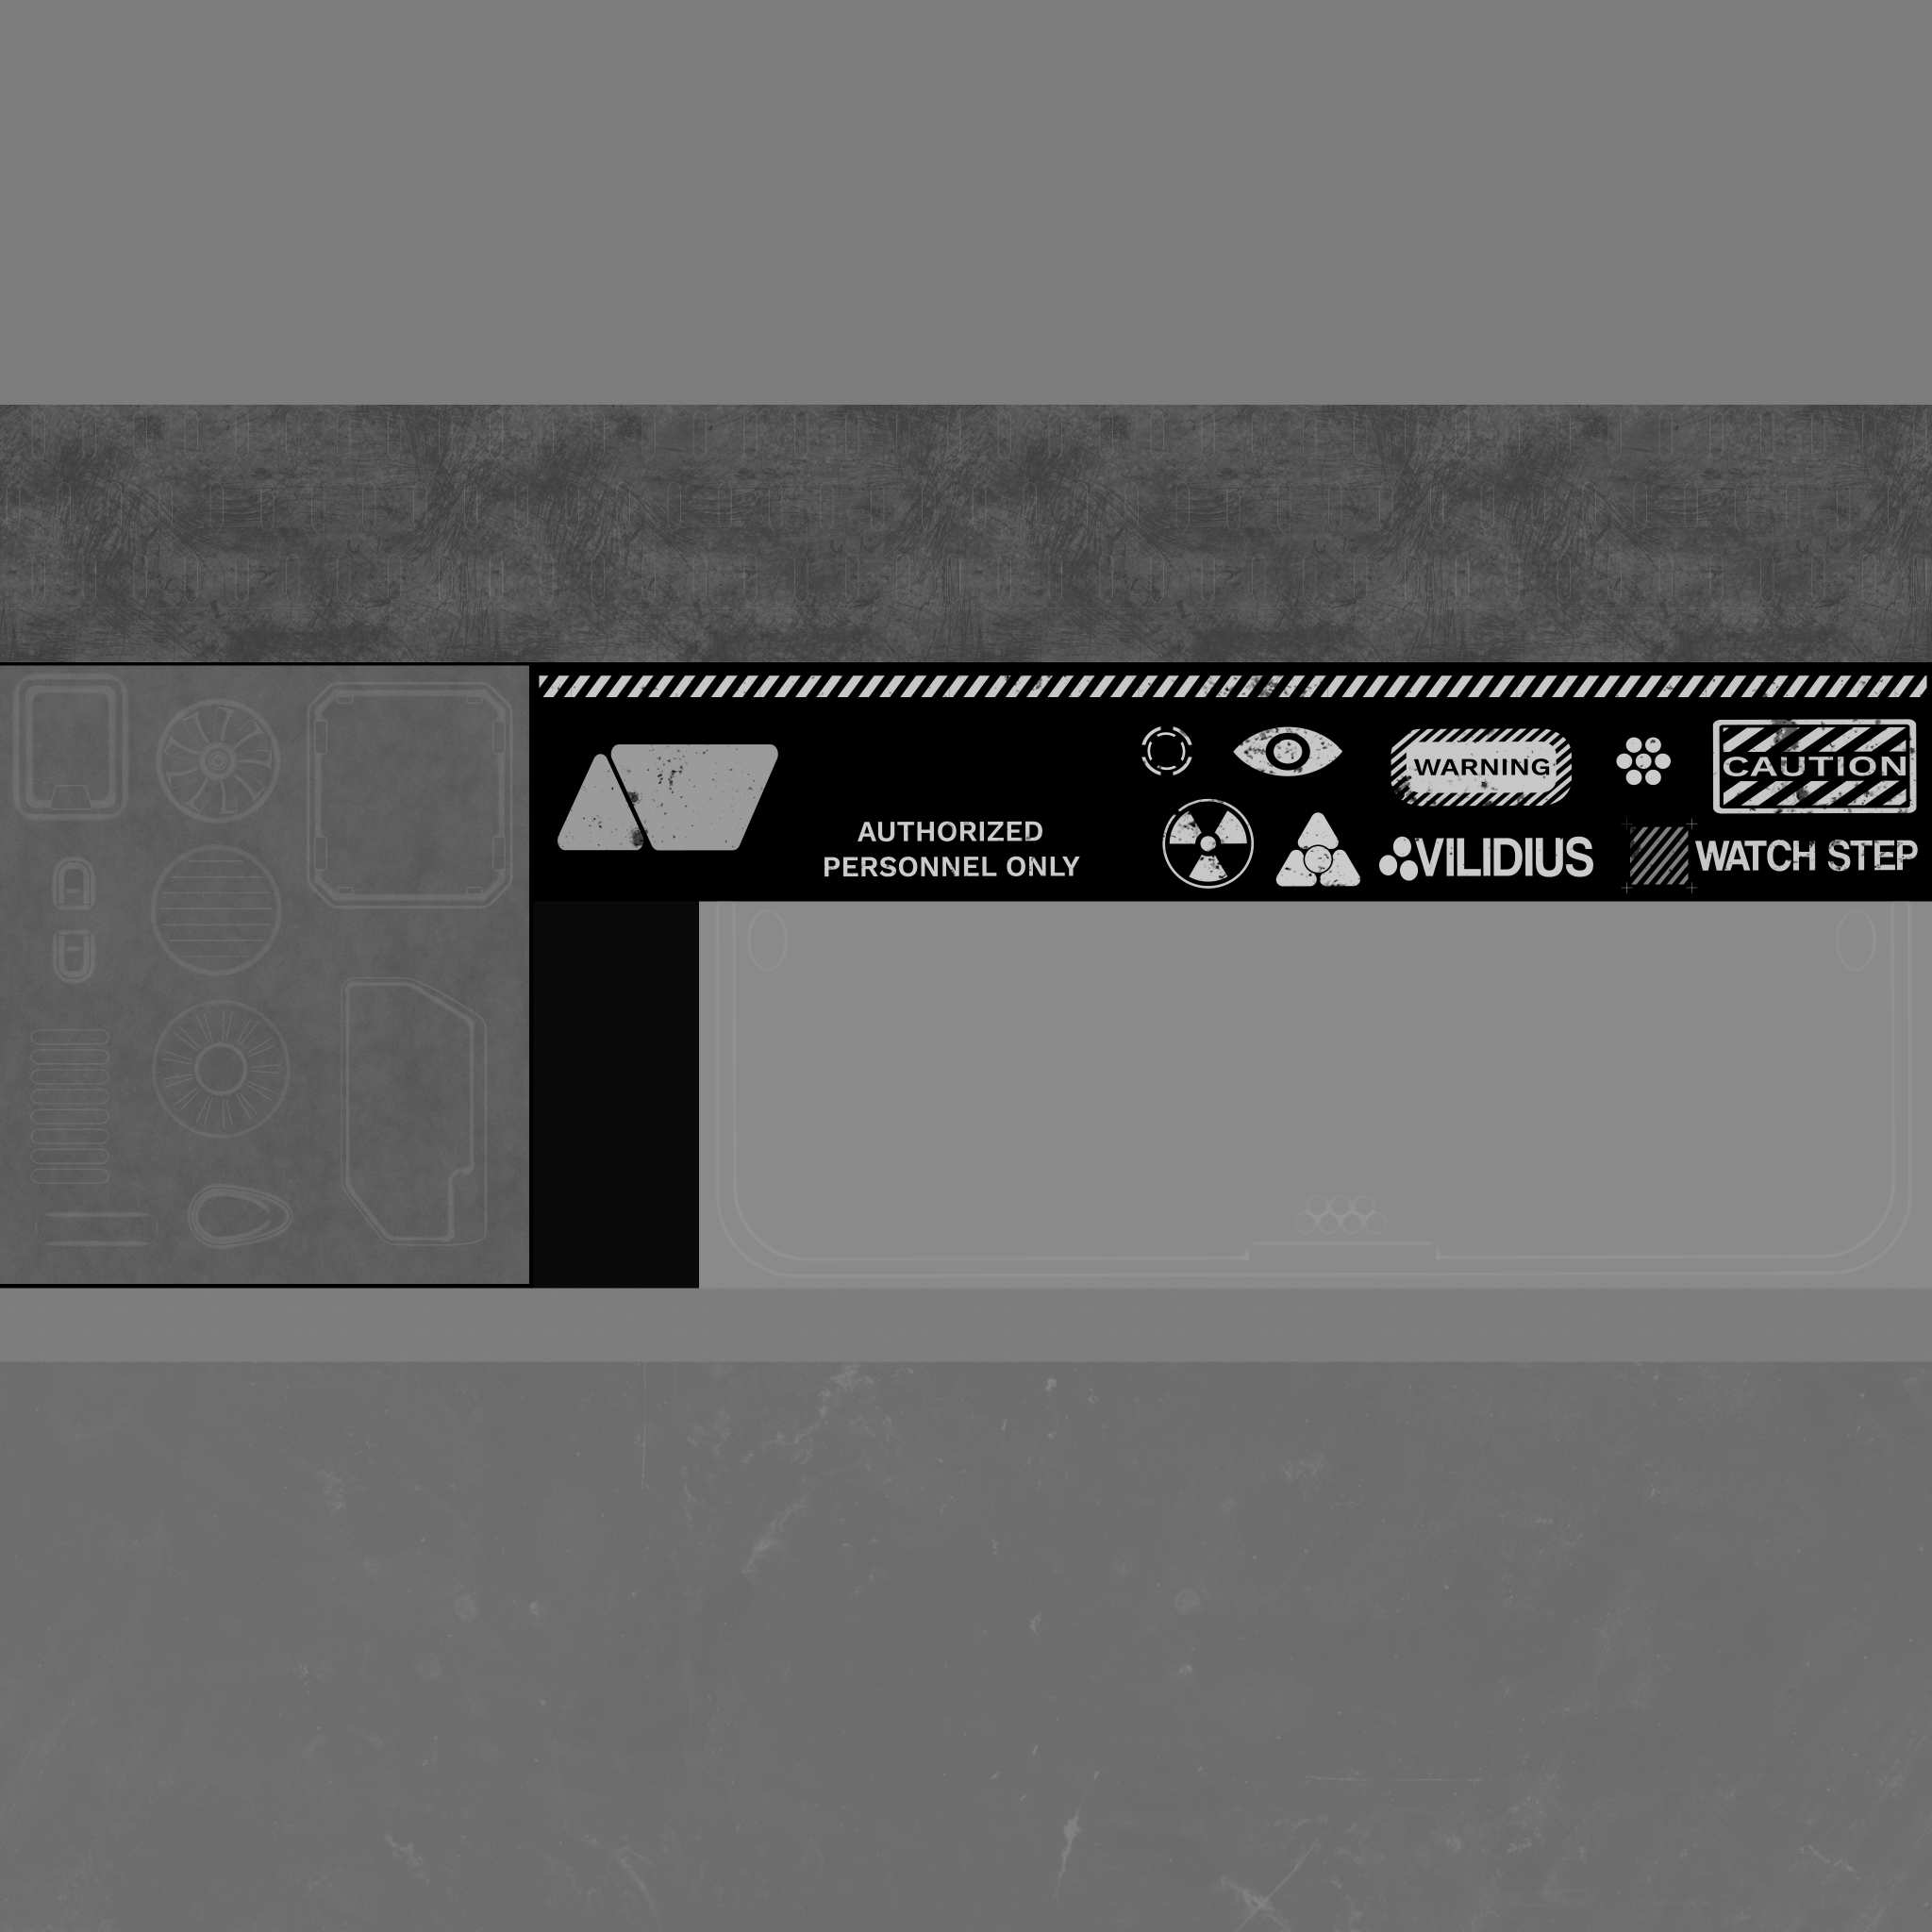 WARNING
CAUTION
AUTHORIZED
PERSONNEL ONLY
VILIDIUS
WATCH STEP